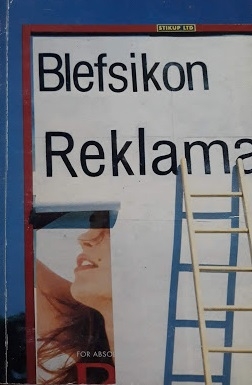 STIKUP LTD
Blefsikon
Reklama
FOR ABSO